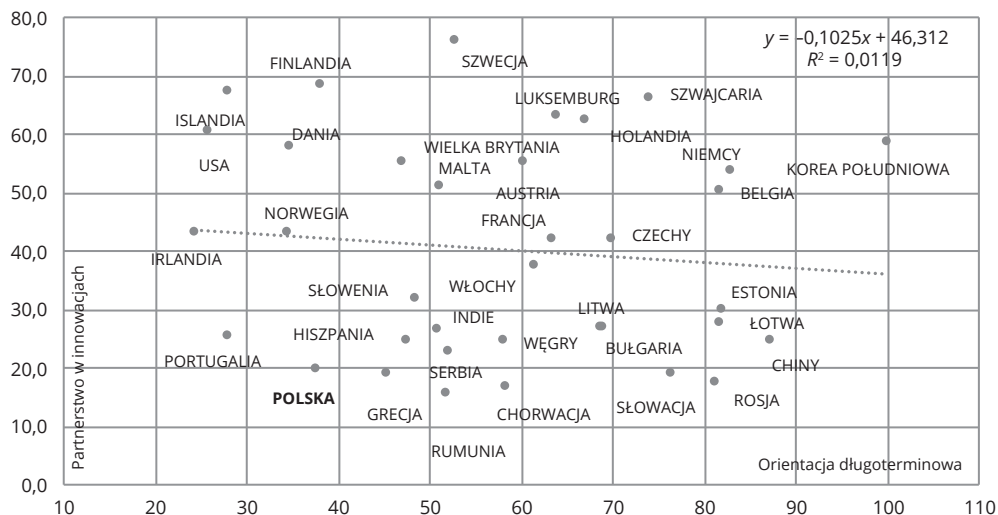 80,0
y = –0,1025x + 46,312
R² = 0,0119
FINLANDIA
SZWECJA
70,0
LUKSEMBURG
SZWAJCARIA
ISLANDIA
60,0
DANIA
HOLANDIA
WIELKA BRYTANIA
NIEMCY
USA
MALTA
KOREA POŁUDNIOWA
50,0
AUSTRIA
BELGIA
NORWEGIA
FRANCJA
CZECHY
40,0
IRLANDIA
SŁOWENIA
WŁOCHY
ESTONIA
30,0
LITWA
INDIE
ŁOTWA
HISZPANIA
WĘGRY
BUŁGARIA
PORTUGALIA
CHINY
20,0
SERBIA
POLSKA
ROSJA
SŁOWACJA
GRECJA
CHORWACJA
10,0
RUMUNIA
Partnerstwo w innowacjach
Orientacja długoterminowa
0,0
10 20 30 40 50 60 70 80 90 100 110